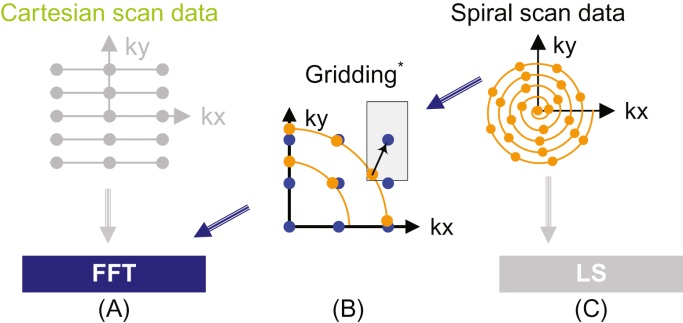 Cartesian scan data
Spiral scan data
ky
kx
Gridding*
ky
kx
ky
kx
FFT
LS
(A)
(B)
(C)